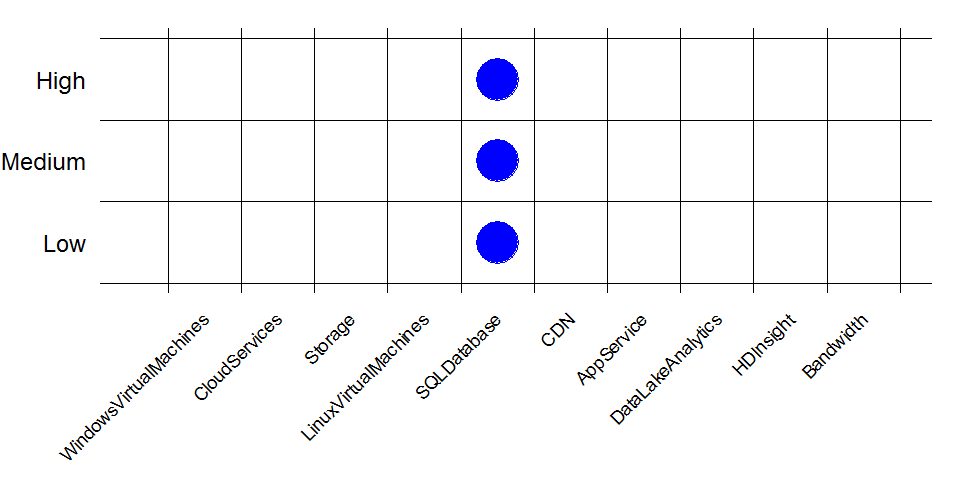 High
Medium
Low
WindowsVirtualMachines
CloudServices
Storage
LinuxVirtualMachines
SQLDatabase
CDN
AppService
DataLakeAnalytics
HDInsight
Bandwidth